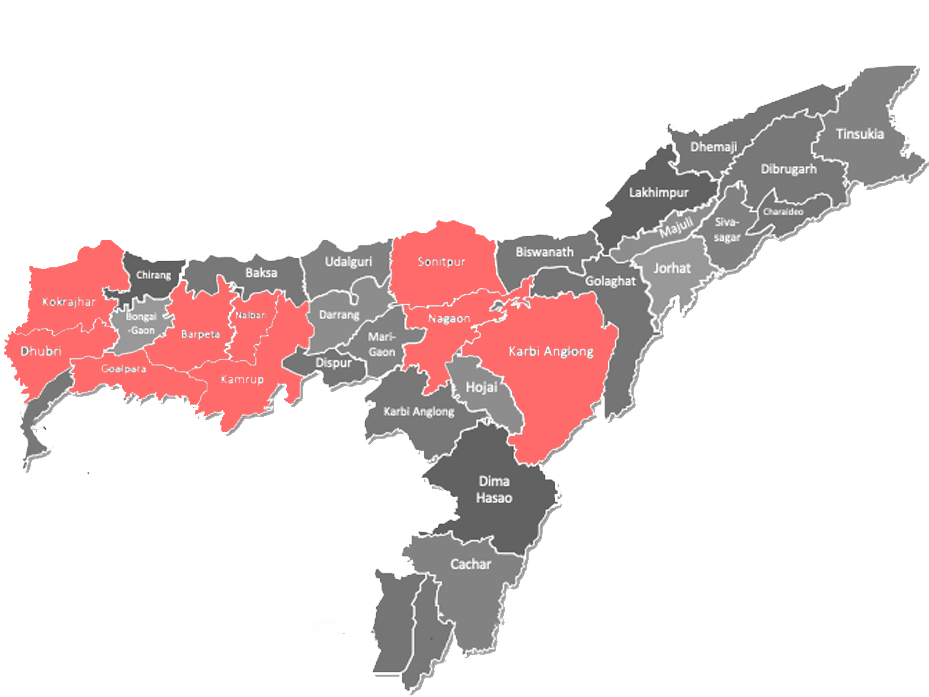 Tinsukia
Dhemaji
Dibrugarh
Lakhimpur
Charaideo
Majuli
Siva-
sagar
Biswanath
Sonitpur
Udalguri
Jorhat
Chirang
Baksa
Golaghat
Kokrajhar
Bongai
-Gaon
Nalbari
Darrang
Nagaon
Barpeta
Mari-
Gaon
Dhubri
Karbi Anglong
Dispur
Goalpara
Kamrup
Hojai
Karbi Anglong
Dima
Hasao
Cachar